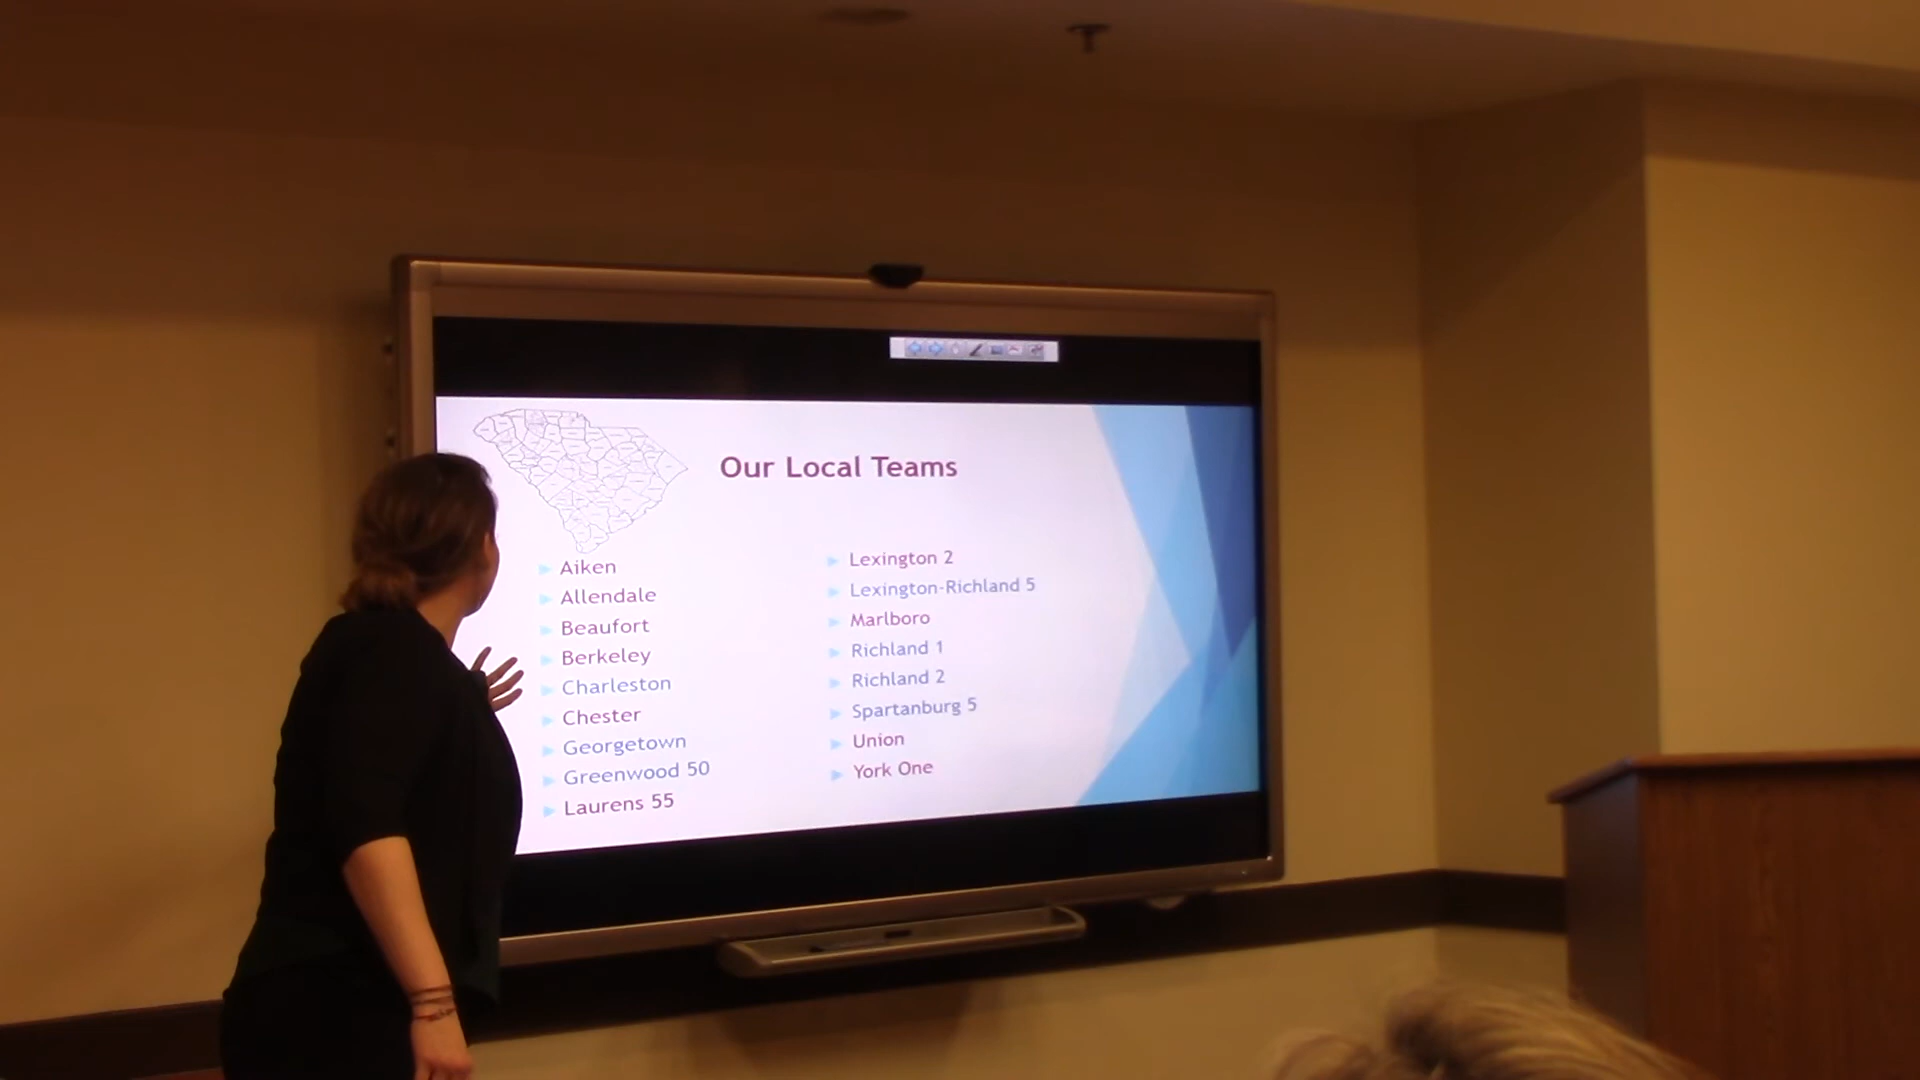 Our Local Teams
Aiken
Allendale
Beaufort
Berkeley
Charleston
Chester
Georgetown
Greenwood 50
Laurens 55
Lexington 2
Lexington-Richland 5
Marlboro
Richland 1
Richland 2
Spartanburg 5
Union
York One